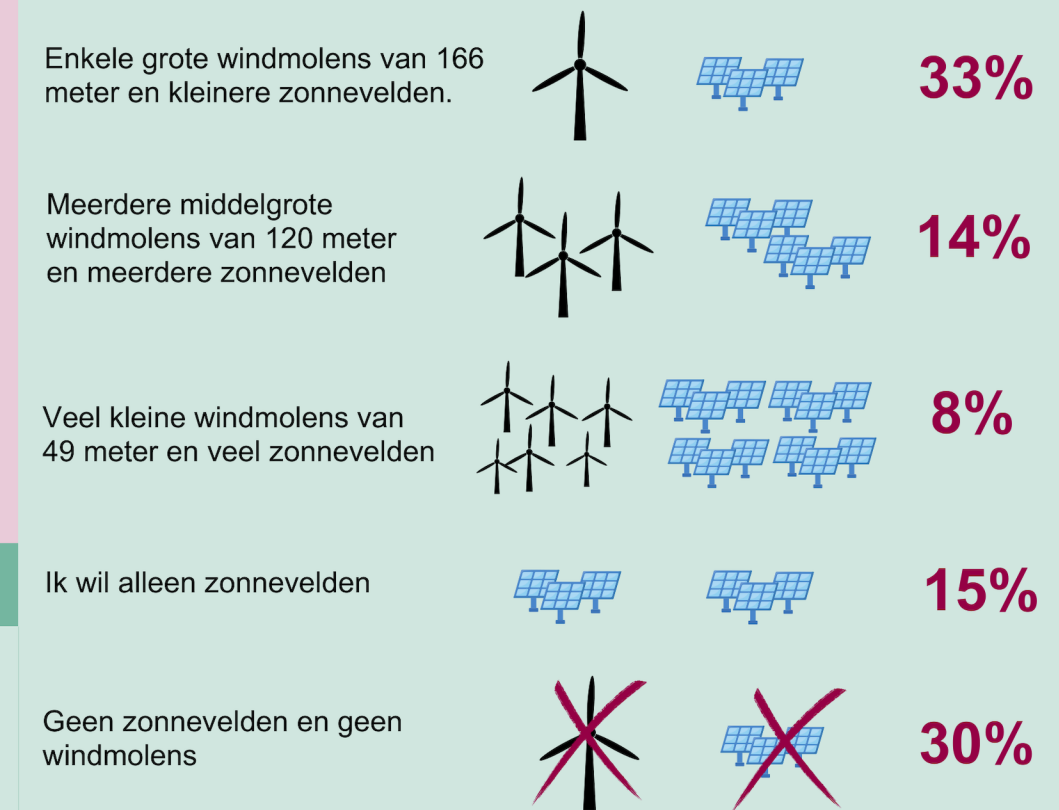 Enkele grote windmolens van 166
meter en kleinere zonnevelden.
33%
Meerdere middelgrote
windmolens van 120 meter
en meerdere zonnevelden
14%
Veel kleine windmolens van
49 meter en veel zonnevelden
8%
Ik wil alleen zonnevelden
15%
Geen zonnevelden en geen
windmolens
30%